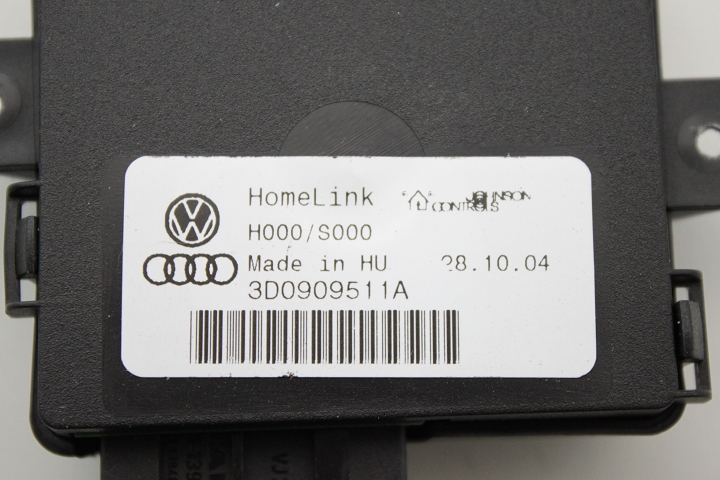 HomeLink JOHNSON CONTROLS
H000/S000
Made in HU 28.10.04
3D0909511A